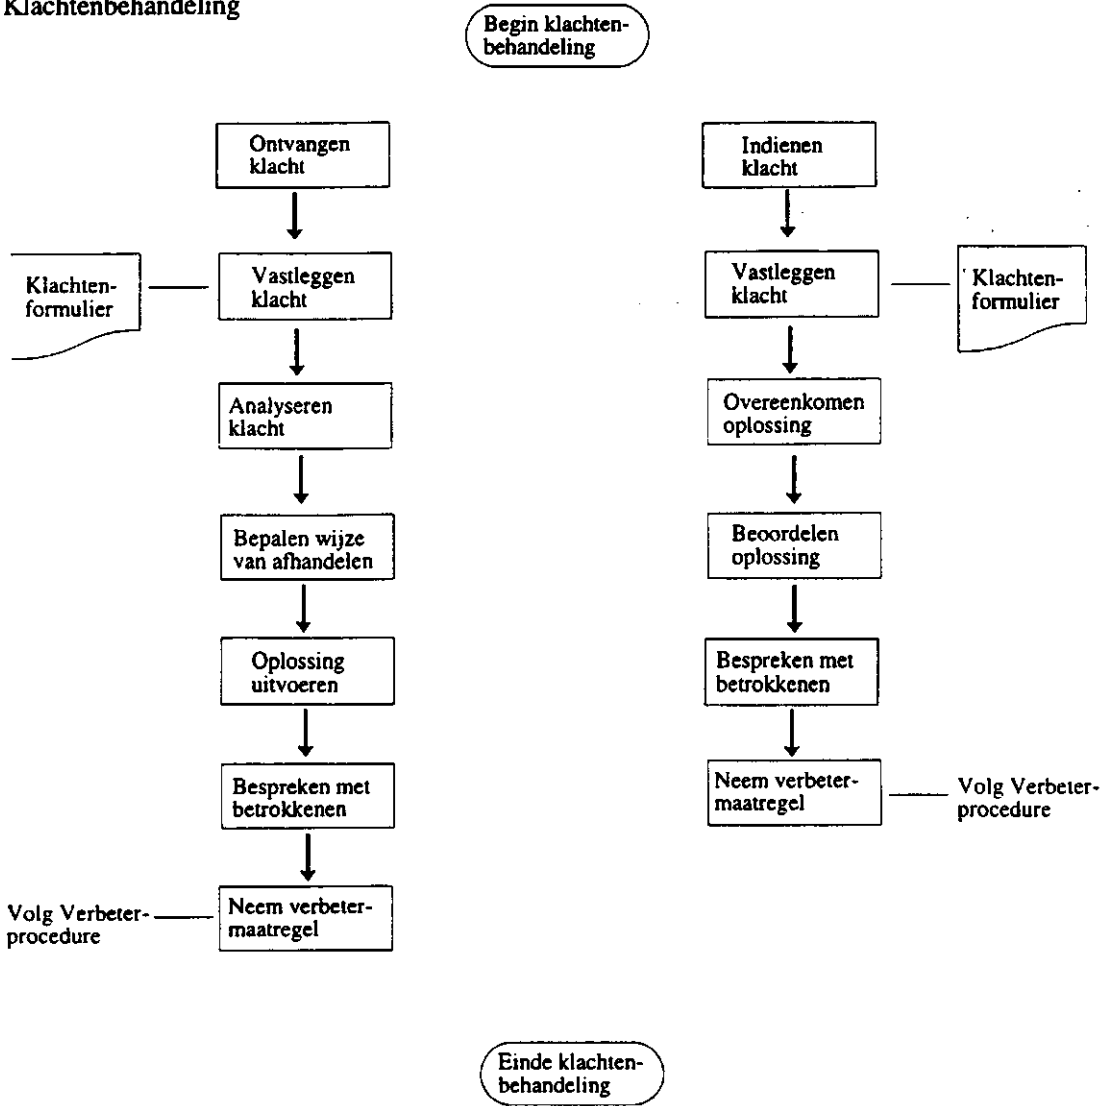 Klachtenbehandeling
Begin klachten-
behandeling
Ontvangen
klacht
Vastleggen
klacht
Klachten-
formulier
Analyseren
klacht
Bepalen wijze
van afhandelen
Oplossing
uitvoeren
Bespreken met
betrokkenen
Neem verbeter-
maatregel
Volg Verbeter-
procedure
Indienen
klacht
Vastleggen
klacht
Klachten-
formulier
Overeenkomen
oplossing
Beoordelen
oplossing
Bespreken met
betrokkenen
Neem verbeter-
maatregel
Volg Verbeter-
procedure
Einde klachten-
behandeling